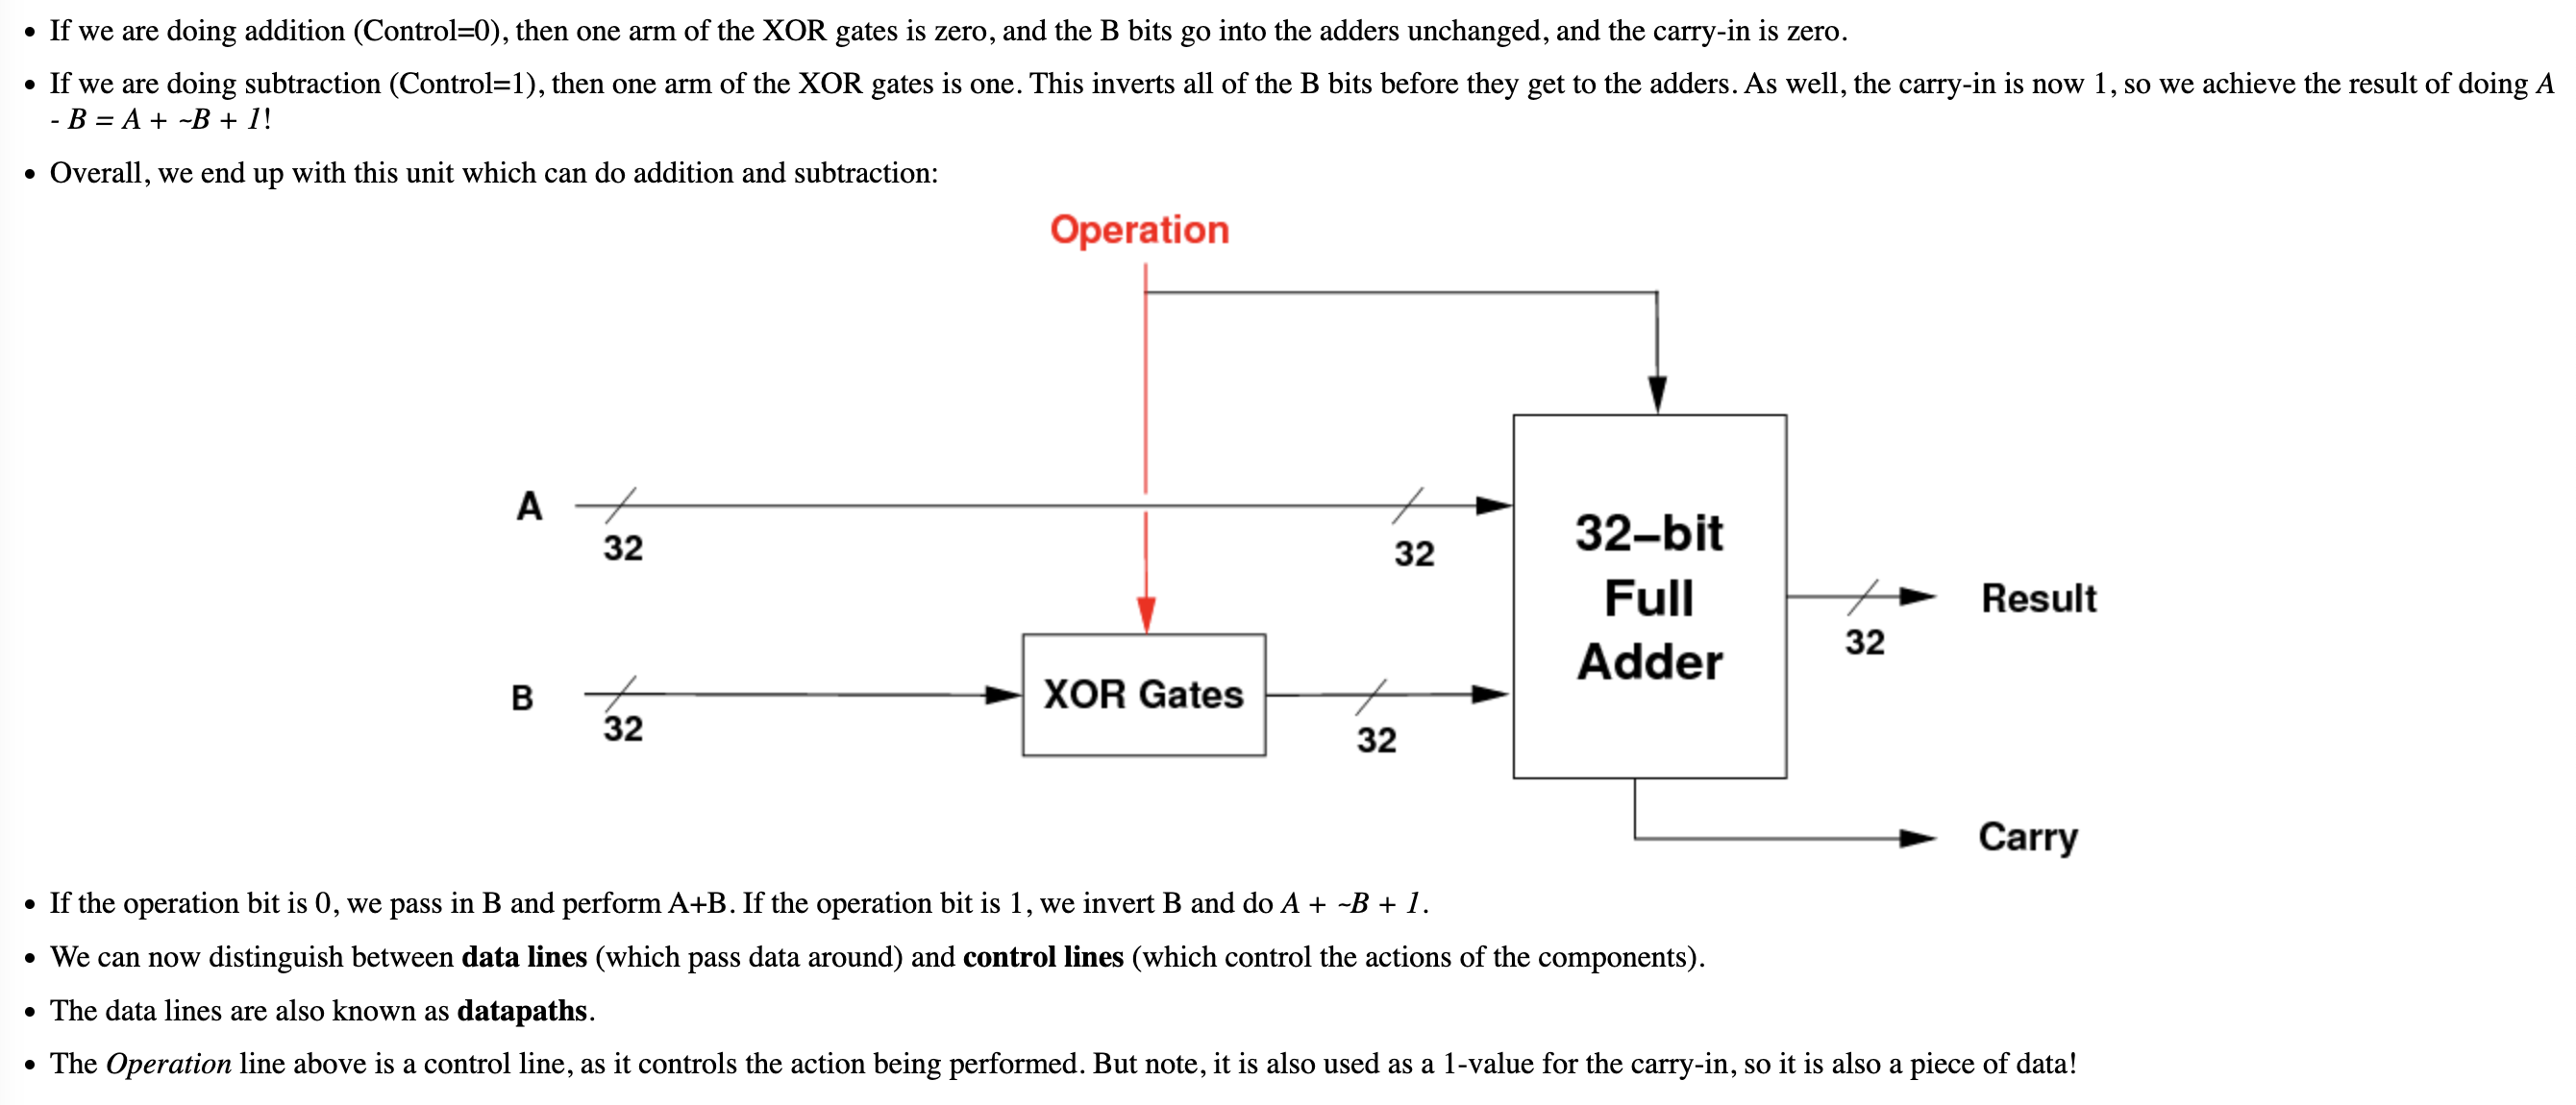 • If we are doing addition (Control=0), then one arm of the XOR gates is zero, and the B bits go into the adders unchanged, and the carry-in is zero.
• If we are doing subtraction (Control=1), then one arm of the XOR gates is one. This inverts all of the B bits before they get to the adders. As well, the carry-in is now 1, so we achieve the result of doing A
- B = A + ~B + 1!
• Overall, we end up with this unit which can do addition and subtraction:
Operation
A
32
32
32-bit
Full
Adder
Result
32
B
32
XOR Gates
32
Carry
• If the operation bit is 0, we pass in B and perform A+B. If the operation bit is 1, we invert B and do A + ~B + 1.
• We can now distinguish between data lines (which pass data around) and control lines (which control the actions of the components).
• The data lines are also known as datapaths.
• The Operation line above is a control line, as it controls the action being performed. But note, it is also used as a 1-value for the carry-in, so it is also a piece of data!